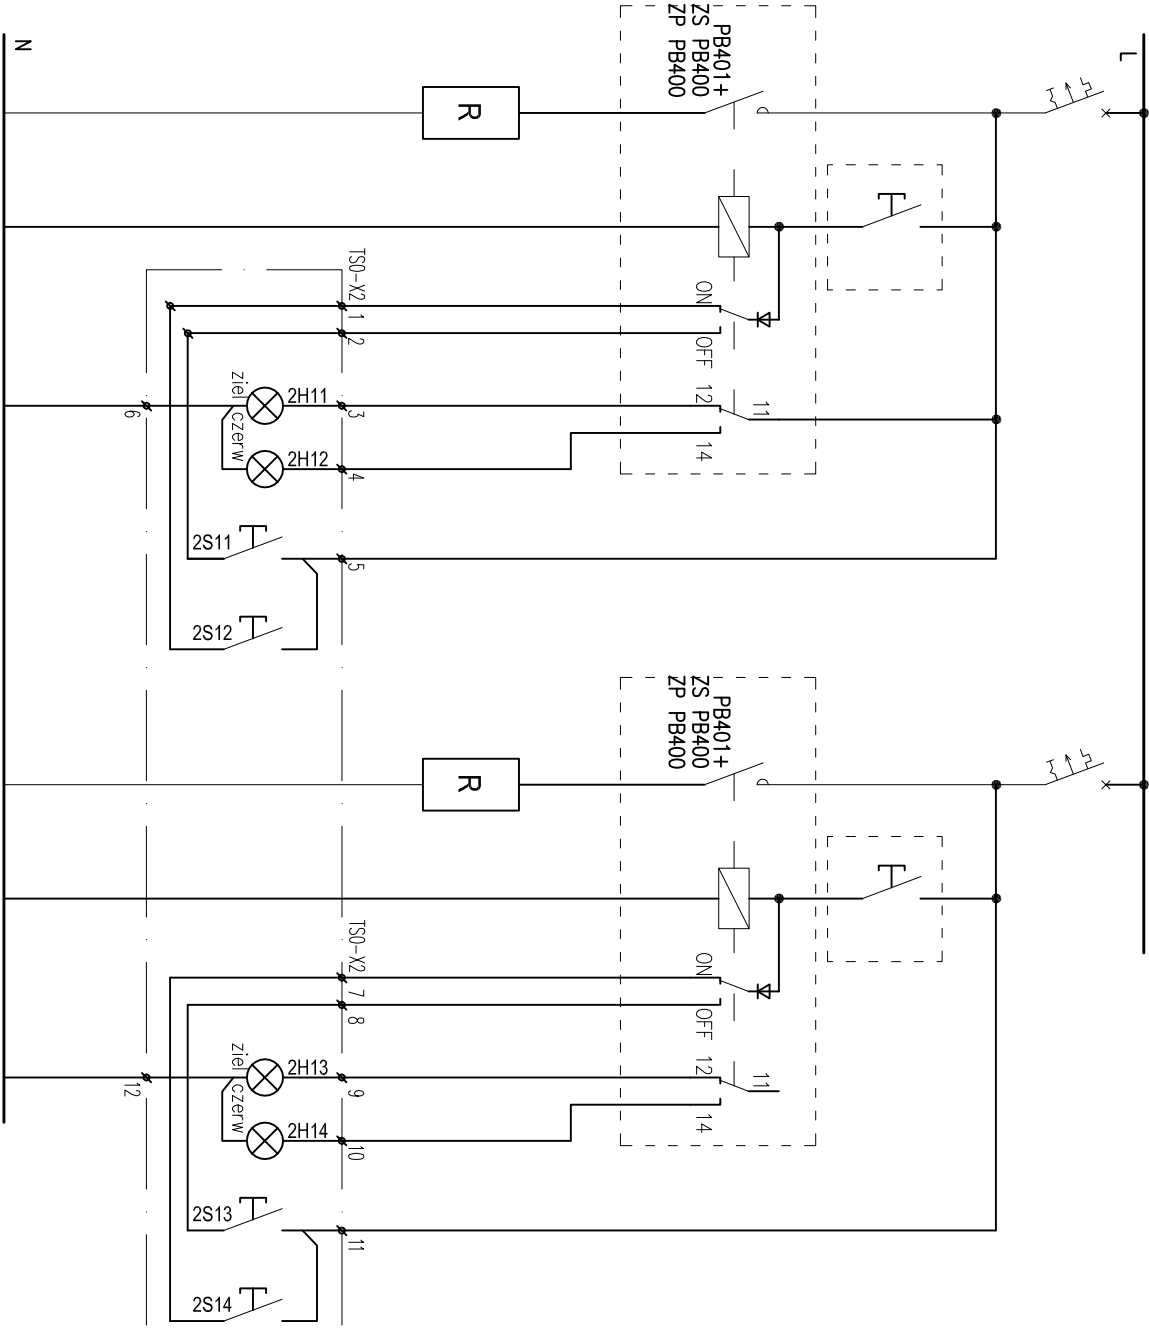 N
L
PB401+
ZS PB400
ZP PB400
R
TS0-X2
ON
1
2
OFF
ziel
2H11
3
12
11
6
czerw
2H12
4
14
2S11
5
2S12
PB401+
ZS PB400
ZP PB400
R
TS0-X2
ON
7
8
OFF
ziel
2H13
9
12
11
12
czerw
2H14
10
14
2S13
11
2S14